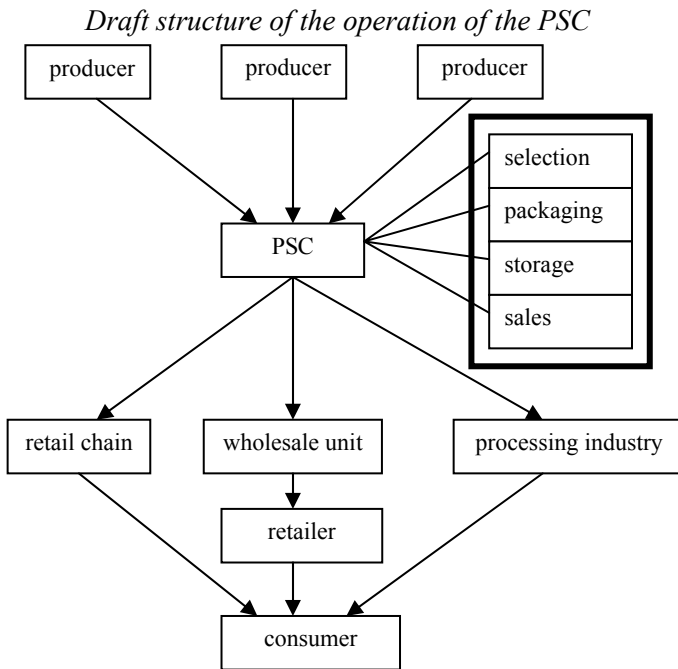 Draft structure of the operation of the PSC
producer
producer
producer
selection
packaging
storage
sales
PSC
retail chain
wholesale unit
processing industry
retailer
consumer